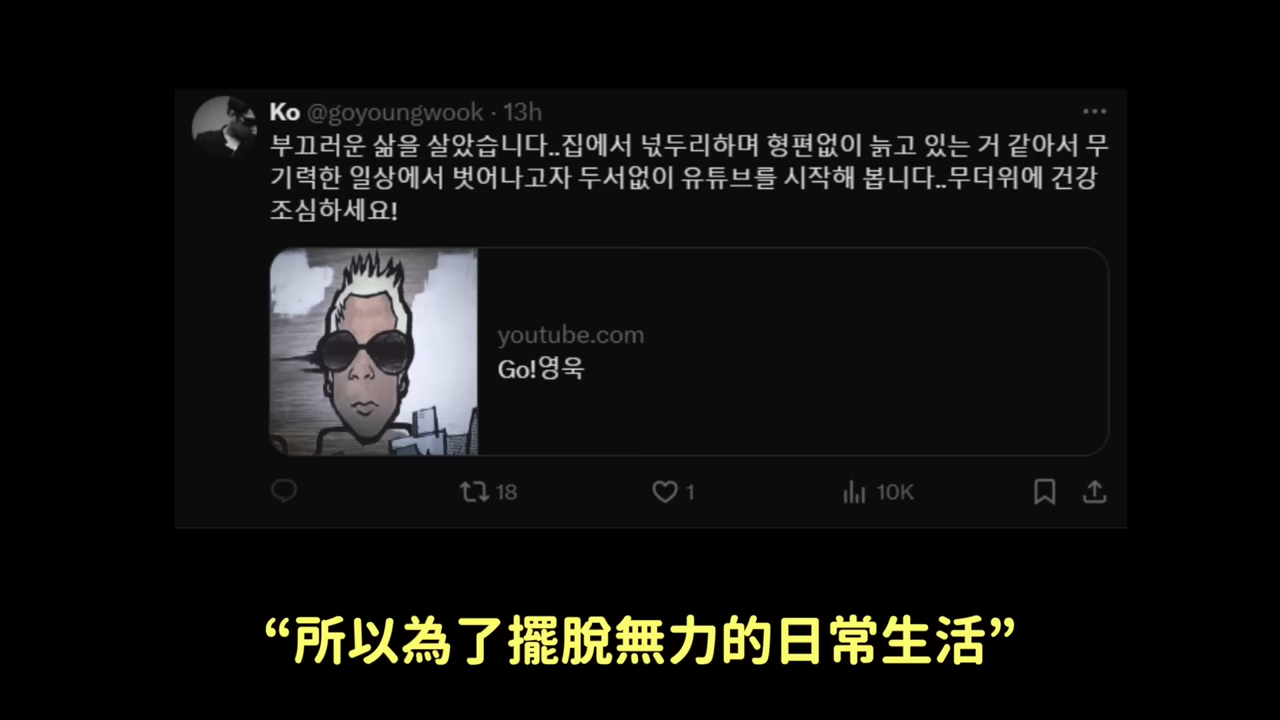 Ko @goyoungwook · 13h
부끄러운 삶을 살았습니다..집에서 넋두리하며 형편없이 늙고 있는 거 같아서 무
기력한 일상에서 벗어나고자 두서없이 유튜브를 시작해 봅니다..무더위에 건강
조심하세요!
youtube.com
Go!영욱
18 1 10K
“所以為了擺脫無力的日常生活”